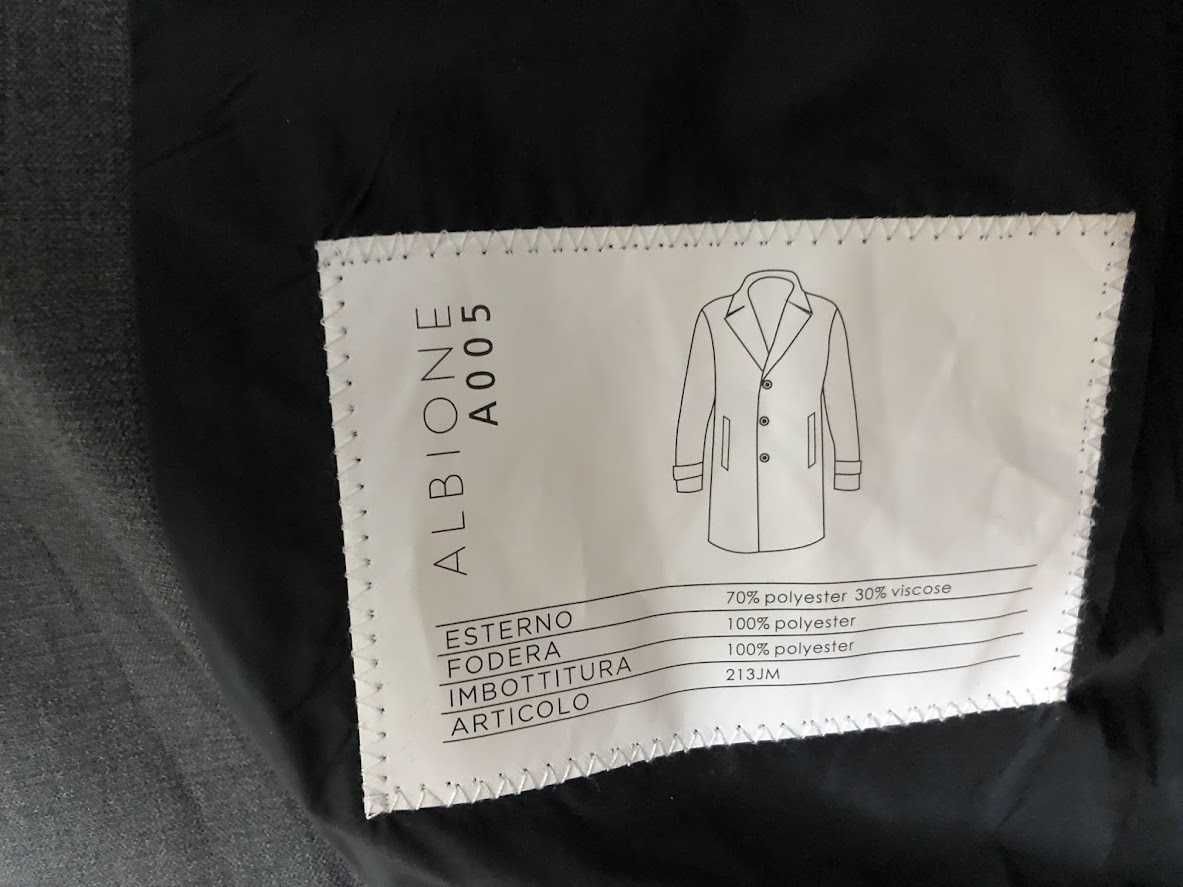 ALBIONE
A005
ESTERNO 70% polyester 30% viscose
FODERA 100% polyester
IMBOTTITURA 100% polyester
ARTICOLO 213JM